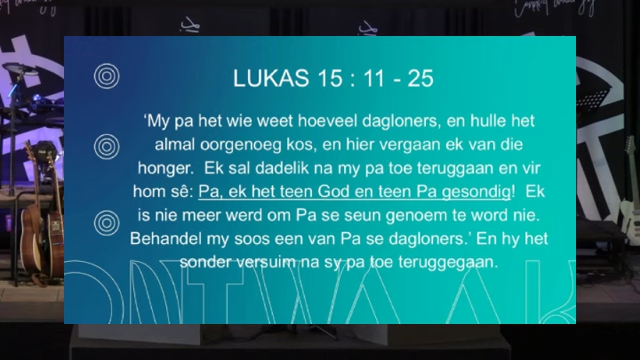 LUKAS 15 : 11 - 25
‘My pa het wie weet hoeveel dagloners, en hulle het
almal oorgenoeg kos, en hier vergaan ek van die
honger.  Ek sal dadelik na my pa toe teruggaan en vir
hom sê: Pa, ek het teen God en teen Pa gesondig!  Ek
is nie meer werd om Pa se seun genoem te word nie.
Behandel my soos een van Pa se dagloners.’ En hy het
sonder versuim na sy pa toe teruggegaan.
ONTWAAK